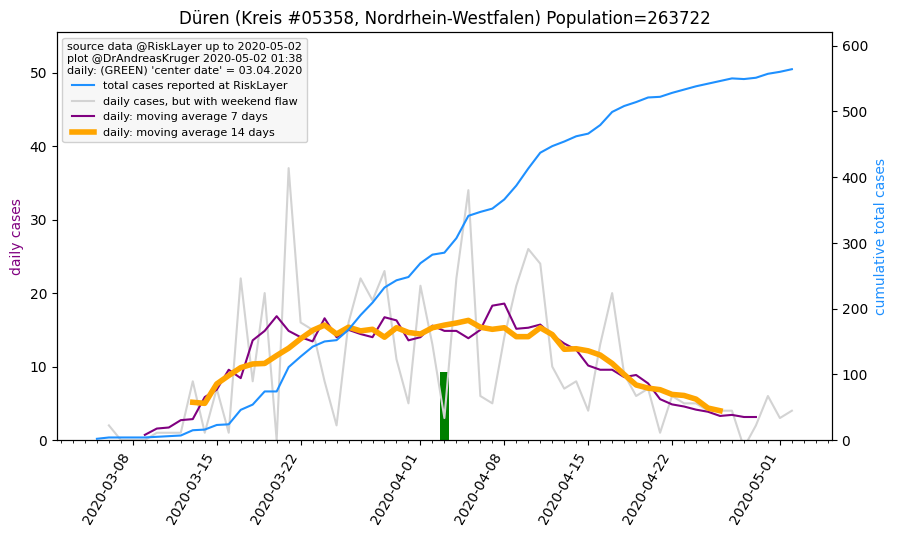 Düren (Kreis #05358, Nordrhein-Westfalen) Population=263722
source data @RiskLayer up to 2020-05-02
plot @DrAndreasKruger 2020-05-02 01:38
daily: (GREEN) 'center date' = 03.04.2020
total cases reported at RiskLayer
daily cases, but with weekend flaw
daily: moving average 7 days
daily: moving average 14 days
daily cases
50
40
30
20
10
0
cumulative total cases
600
500
400
300
200
100
0
2020-03-08
2020-03-15
2020-03-22
2020-04-01
2020-04-08
2020-04-15
2020-04-22
2020-05-01